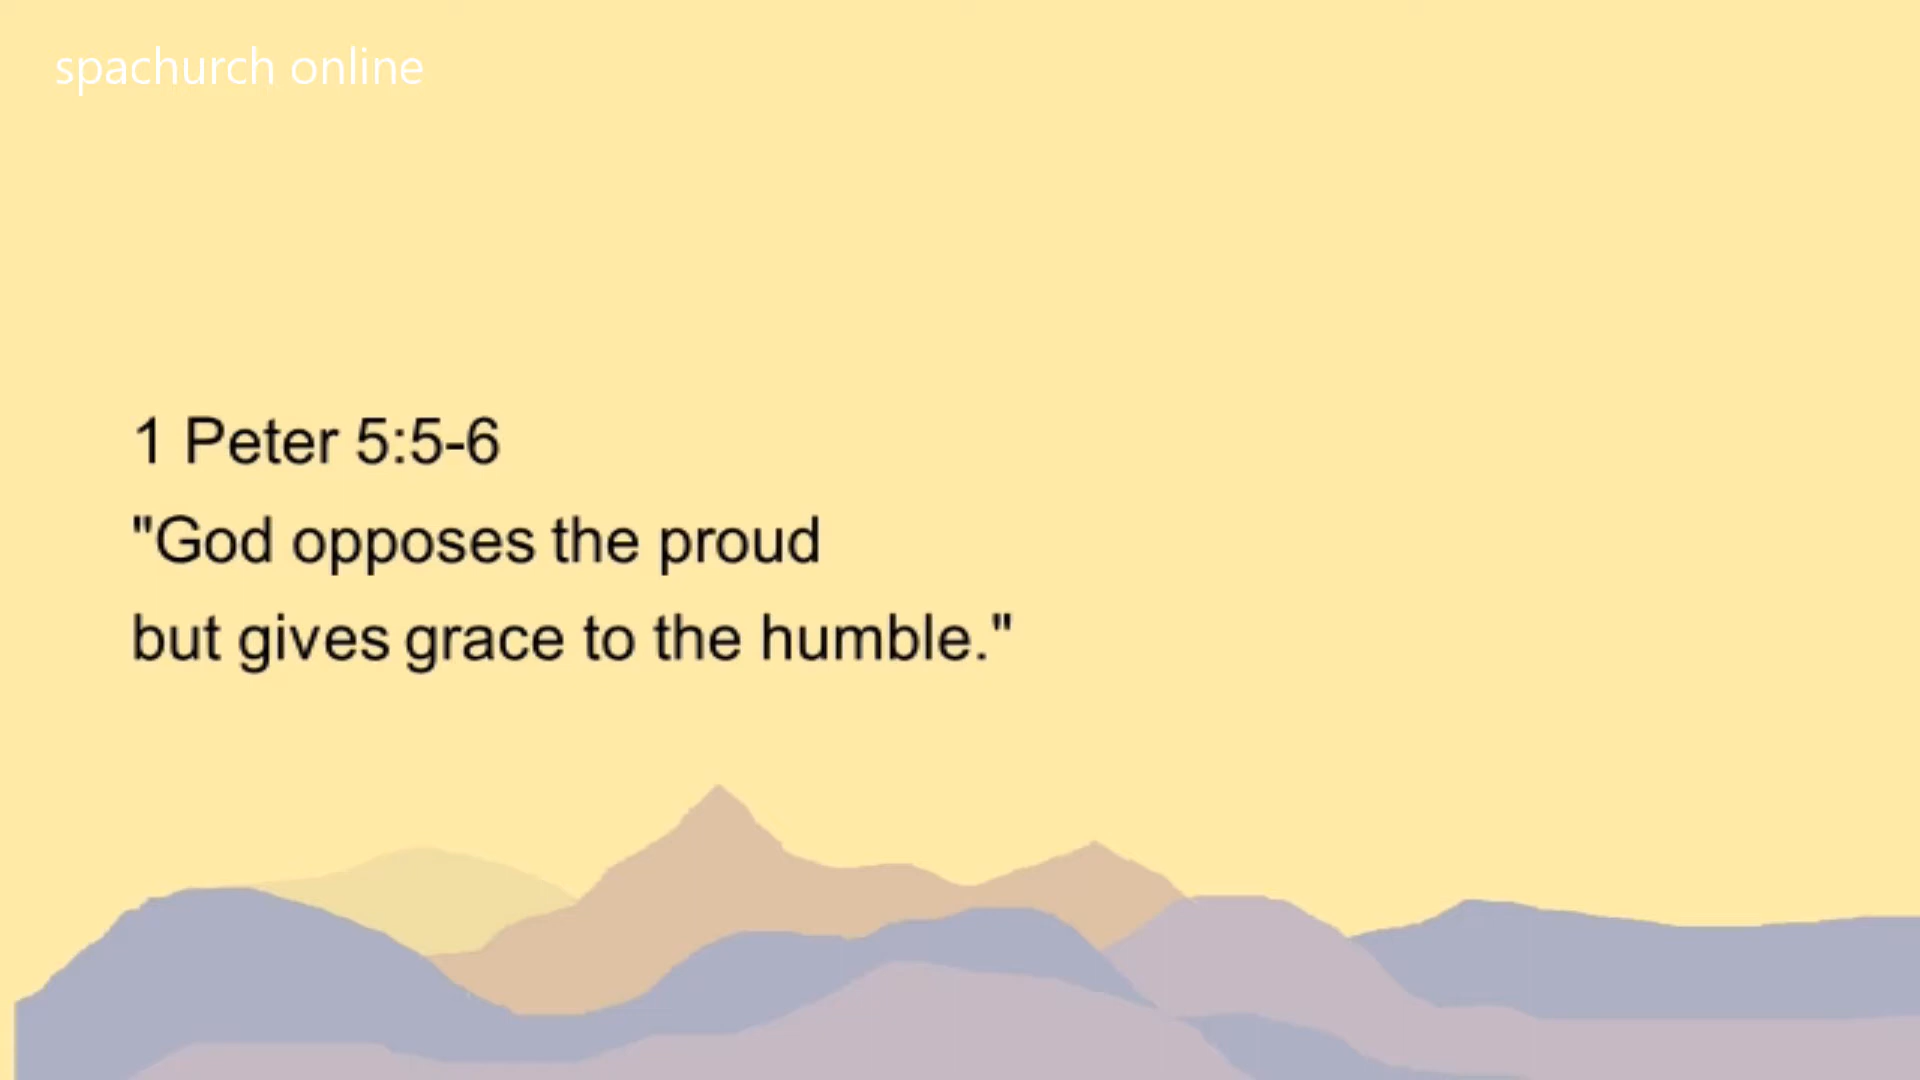 spachurch online
1 Peter 5:5-6
"God opposes the proud
but gives grace to the humble."